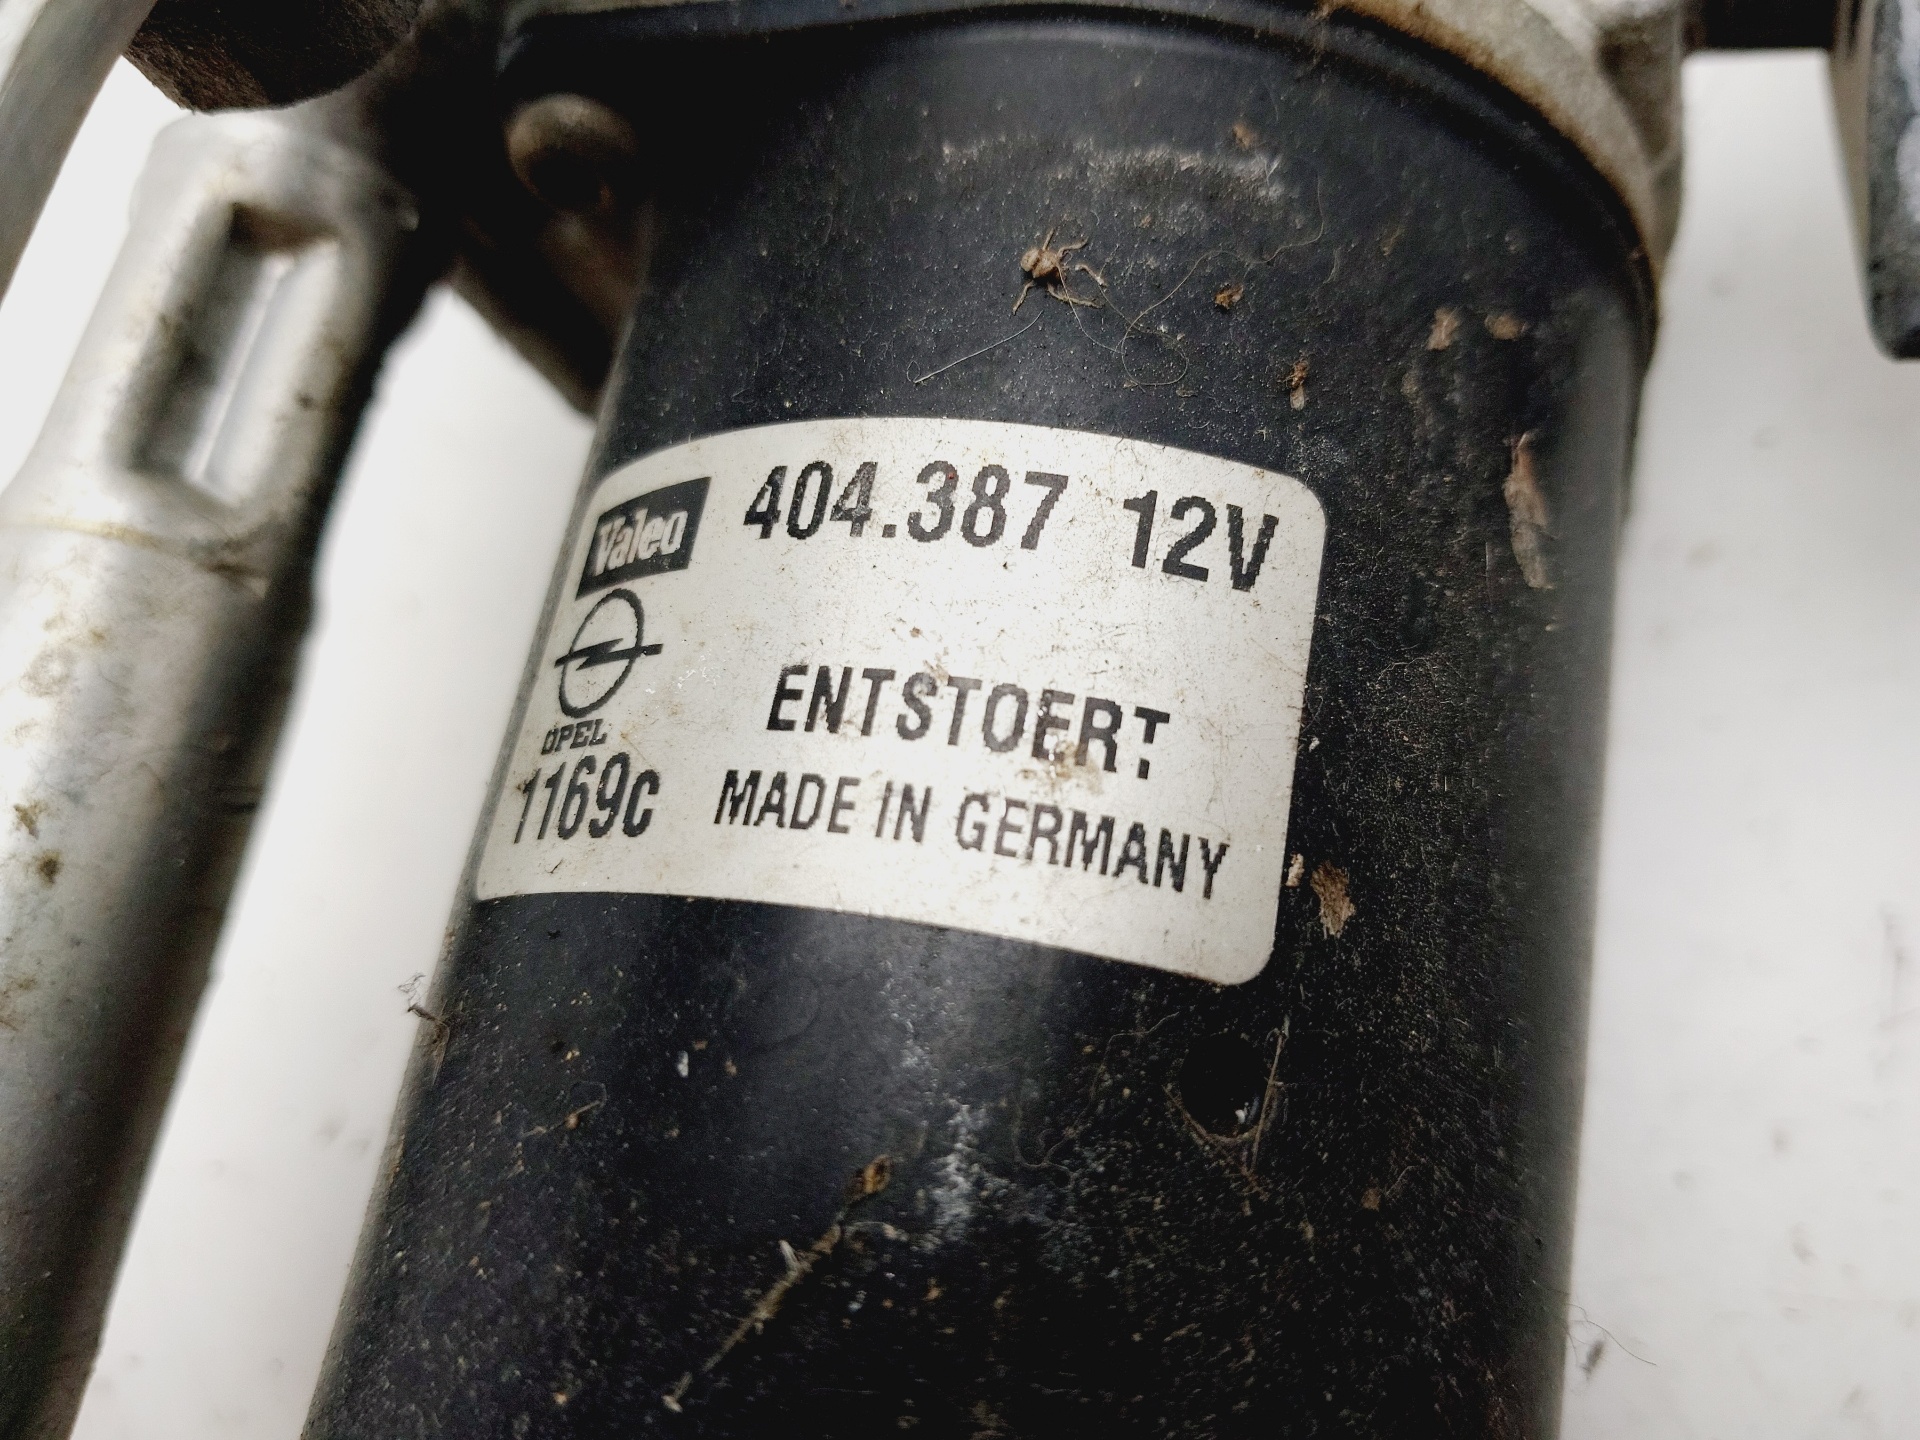 Valeo 404.387 12V
OPEL ENTSTOERT
1169c MADE IN GERMANY